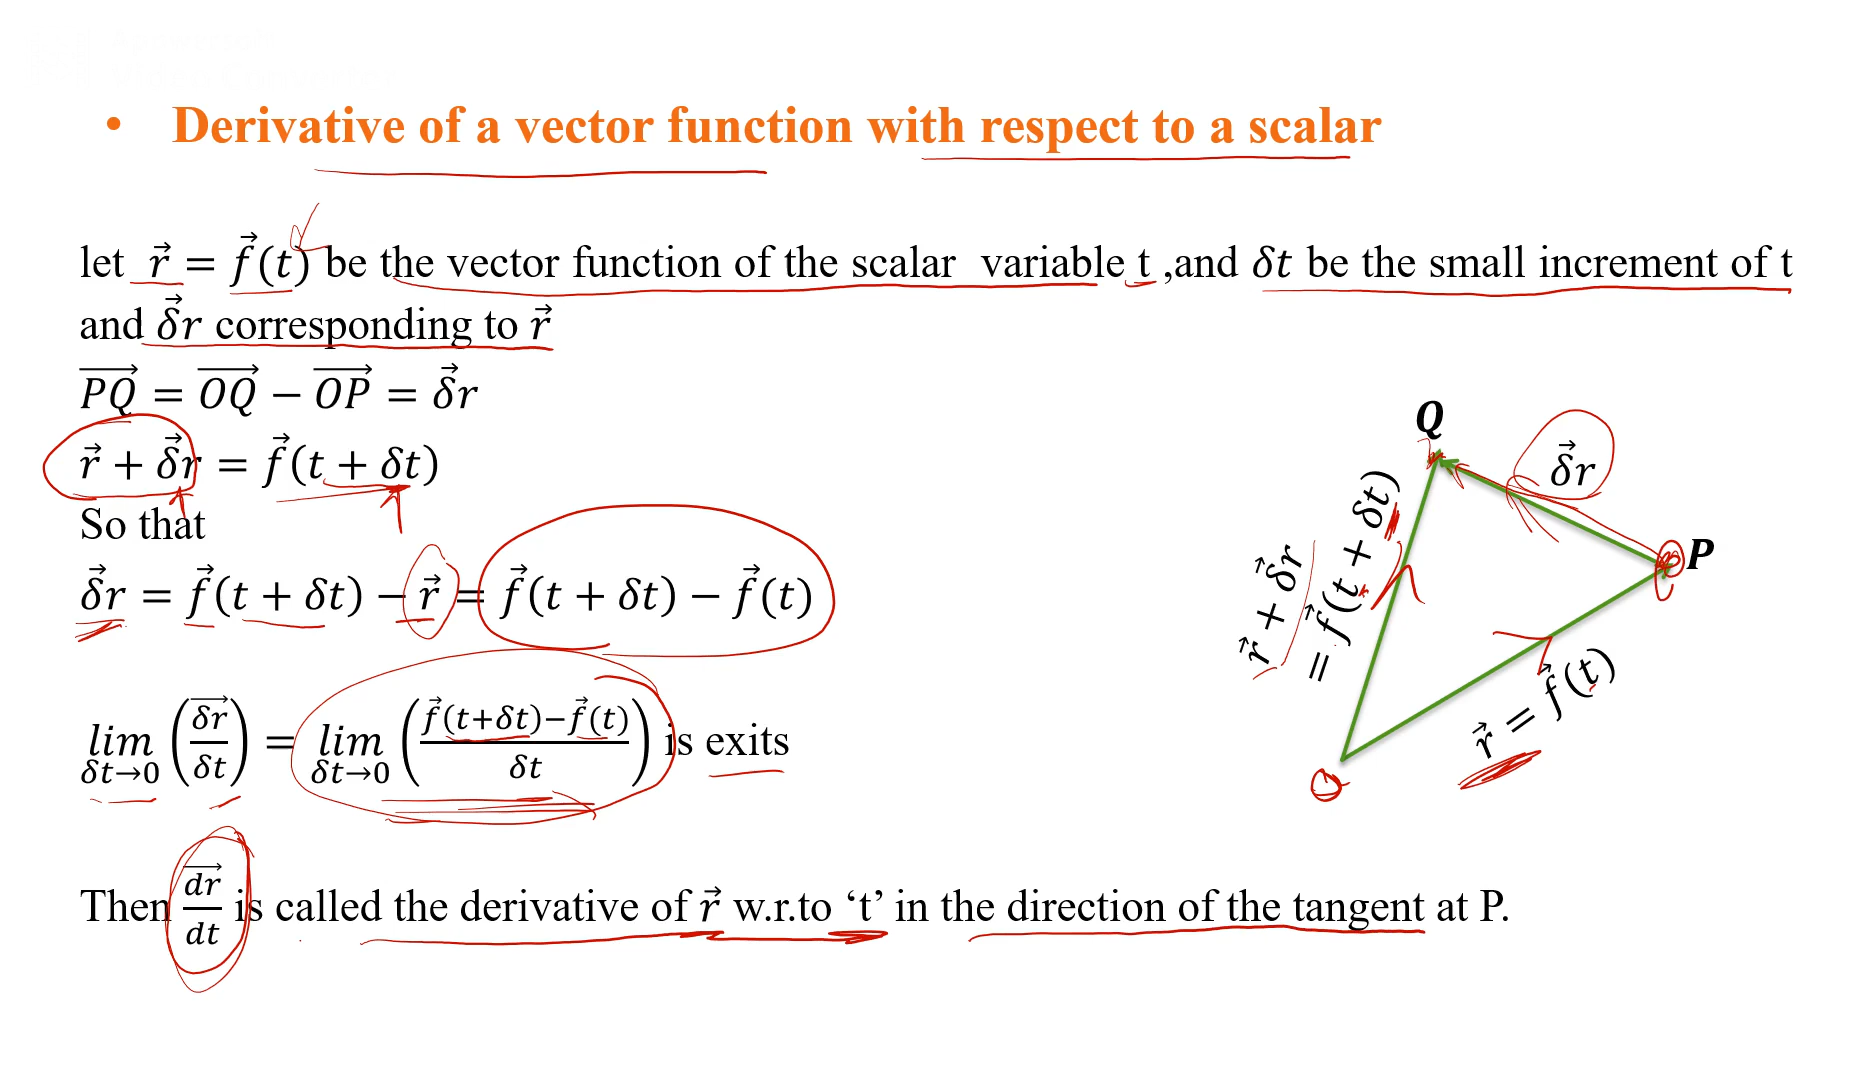 • Derivative of a vector function with respect to a scalar
let r⃗ = f⃗(t) be the vector function of the scalar variable t ,and δt be the small increment of t
and δ⃗r corresponding to r⃗
P͞Q⃗ = O͞Q⃗ − O͞P⃗ = δ⃗r
r⃗ + δ⃗r = f⃗(t + δt)
So that
δ⃗r = f⃗(t + δt) − r⃗ = f⃗(t + δt) − f⃗(t)
lim δt→0 (δr⃗/δt) = lim δt→0 ((f⃗(t+δt)−f⃗(t))/δt) is exits
Then dr⃗/dt is called the derivative of r⃗ w.r.to ‘t’ in the direction of the tangent at P.
Q
δ⃗r
P
r⃗ + δ⃗r
= f⃗(t + δt)
r⃗ = f⃗(t)